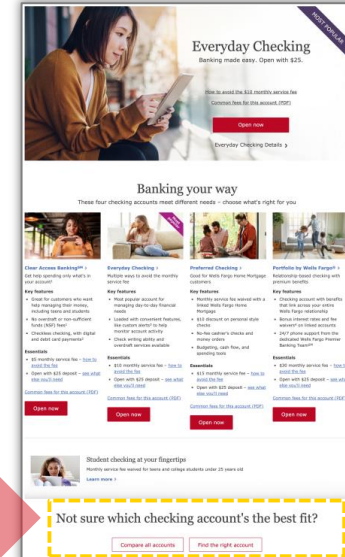 MOST POPULAR
Everyday Checking
Banking made easy. Open with $25.
How to avoid the $10 monthly service fee
Common fees for this account (PDF)
Open now
Everyday Checking Details >
Banking your way
These four checking accounts meet different needs – choose what's right for you
Clear Access Banking℠ >
Get help spending only what's in
your account¹
Key features
• Great for customers who want
help managing their money,
including teens and students
• No overdraft or non-sufficient
funds (NSF) fees²
• Checkless checking, with digital
and debit card payments³
Essentials
• $5 monthly service fee – how to
avoid the fee
• Open with $25 deposit – see what
else you'll need
Common fees for this account (PDF)
Open now
Everyday Checking >
Multiple ways to avoid the monthly
service fee
Key features
• Most popular account for
managing day-to-day financial
needs
• Loaded with convenient features,
like custom alerts⁴ to help
monitor account activity
• Check writing ability and
overdraft services available
Essentials
• $10 monthly service fee – how to
avoid the fee
• Open with $25 deposit – see what
else you'll need
Common fees for this account (PDF)
Open now
Preferred Checking >
Good for Wells Fargo Home Mortgage
customers
Key features
• Monthly service fee waived with a
linked Wells Fargo Home
Mortgage
• $10 discount on personal style
checks
• No-fee cashier's checks and
money orders
• Budgeting, cash flow, and
spending tools
Essentials
• $15 monthly service fee – how to
avoid the fee
• Open with $25 deposit – see what
else you'll need
Common fees for this account (PDF)
Open now
Portfolio by Wells Fargo® >
Relationship-based checking with
premium benefits
Key features
• Checking account with benefits
that link across your entire
Wells Fargo relationship
• Bonus interest rates and fee
waivers⁵ on linked accounts
• 24/7 phone support from the
dedicated Wells Fargo Premier
Banking Team℠
Essentials
• $30 monthly service fee – how to
avoid the fee
• Open with $25 deposit – see what
else you'll need
Common fees for this account (PDF)
Open now
Student checking at your fingertips
Monthly service fee waived for teens and college students under 25 years old
Learn more >
Not sure which checking account's the best fit?
Compare all accounts
Find the right account